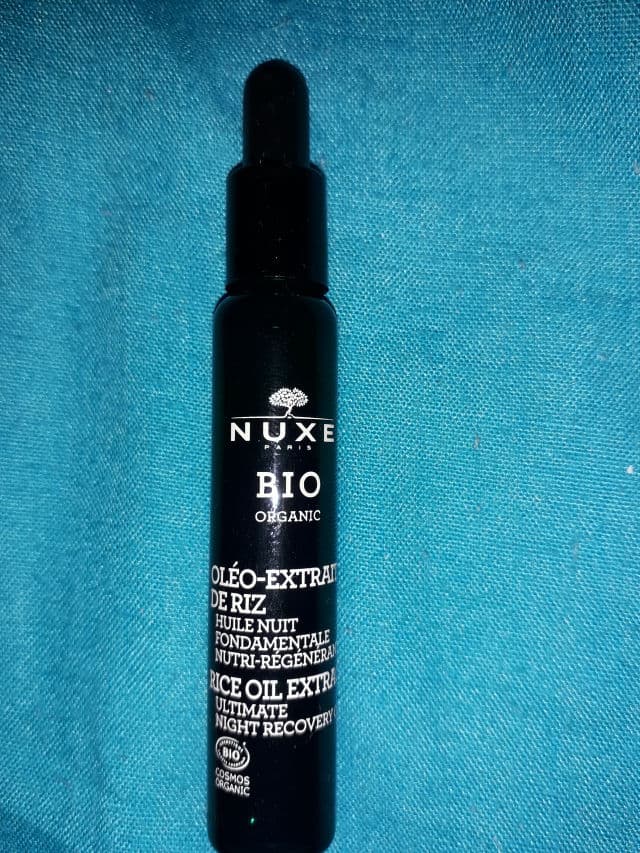 NUXE
PARIS
BIO
ORGANIC
OLÉO-EXTRAIT
DE RIZ
HUILE NUIT
FONDAMENTALE
NUTRI-RÉGÉNÉRAN
RICE OIL EXTRA
ULTIMATE
NIGHT RECOVERY
BIO
COSMOS
ORGANIC